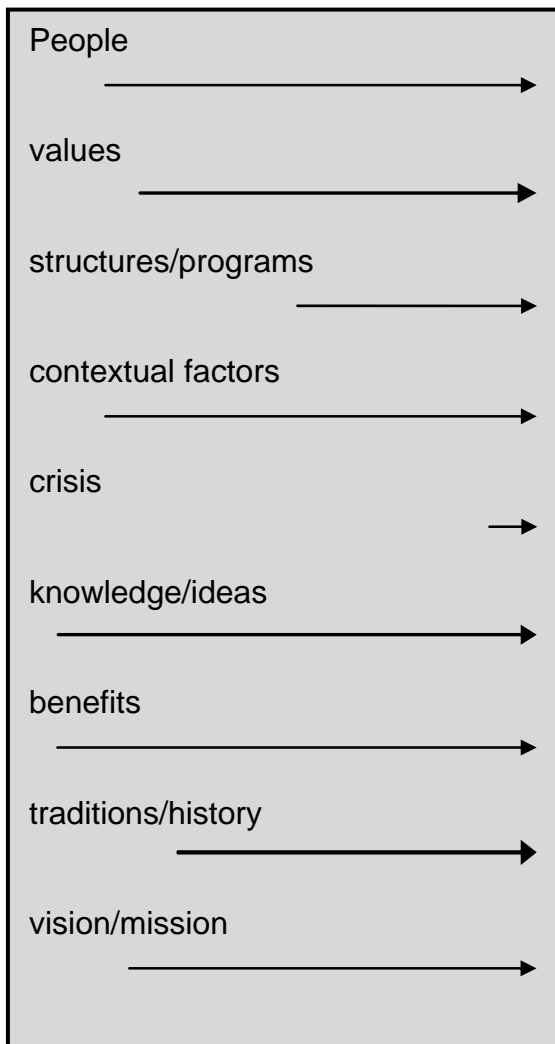 People
values
structures/programs
contextual factors
crisis
knowledge/ideas
benefits
traditions/history
vision/mission